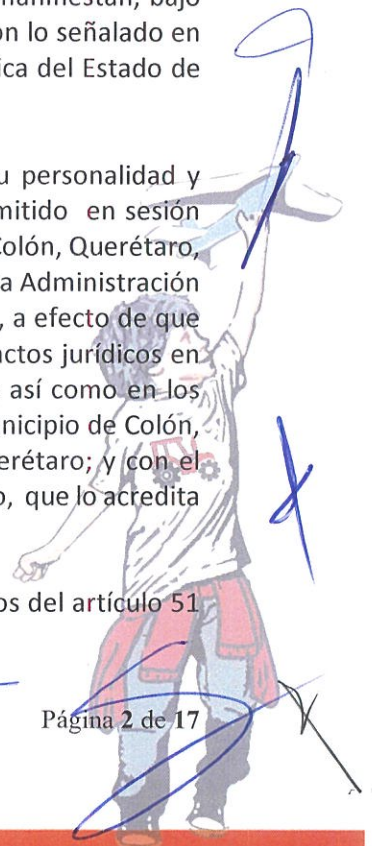 manifiestan, bajo
on lo señalado en
ica del Estado de
u personalidad y
mitido en sesión
Colón, Querétaro,
a Administración
, a efecto de que
actos jurídicos en
así como en los
nicipio de Colón,
erétaro; y con el
o, que lo acredita
os del artículo 51
Página 2 de 17